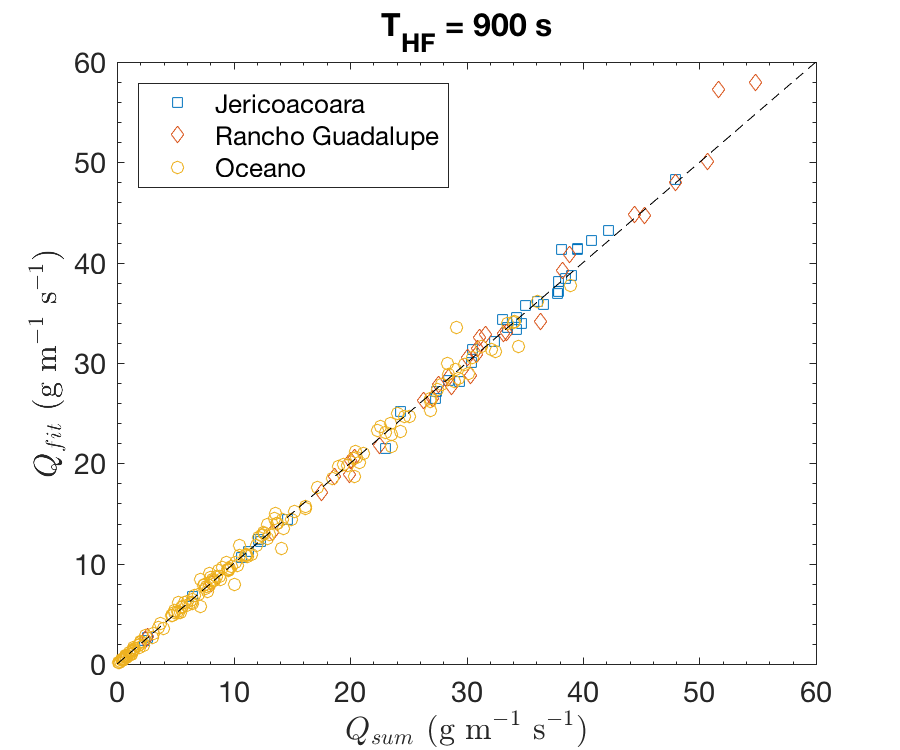 T_HF = 900 s
Jericoacoara
Rancho Guadalupe
Oceano
60
50
40
30
20
10
0
Q_fit (g m⁻¹ s⁻¹)
0 10 20 30 40 50 60
Q_sum (g m⁻¹ s⁻¹)